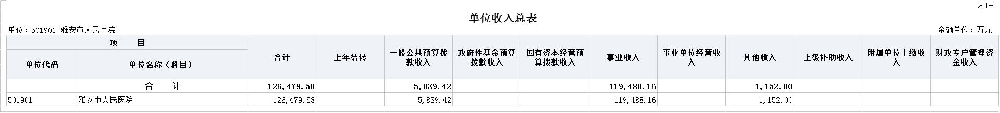 表1-1
单位收入总表
单位：501901-雅安市人民医院 金额单位：万元
项 目
单位代码 单位名称（科目） 合计 上年结转 一般公共预算拨款收入 政府性基金预算拨款收入 国有资本经营预算拨款收入 事业收入 事业单位经营收入 其他收入 上级补助收入 附属单位上缴收入 财政专户管理资金收入
合 计 126,479.58 5,839.42 119,488.16 1,152.00
501901 雅安市人民医院 126,479.58 5,839.42 119,488.16 1,152.00